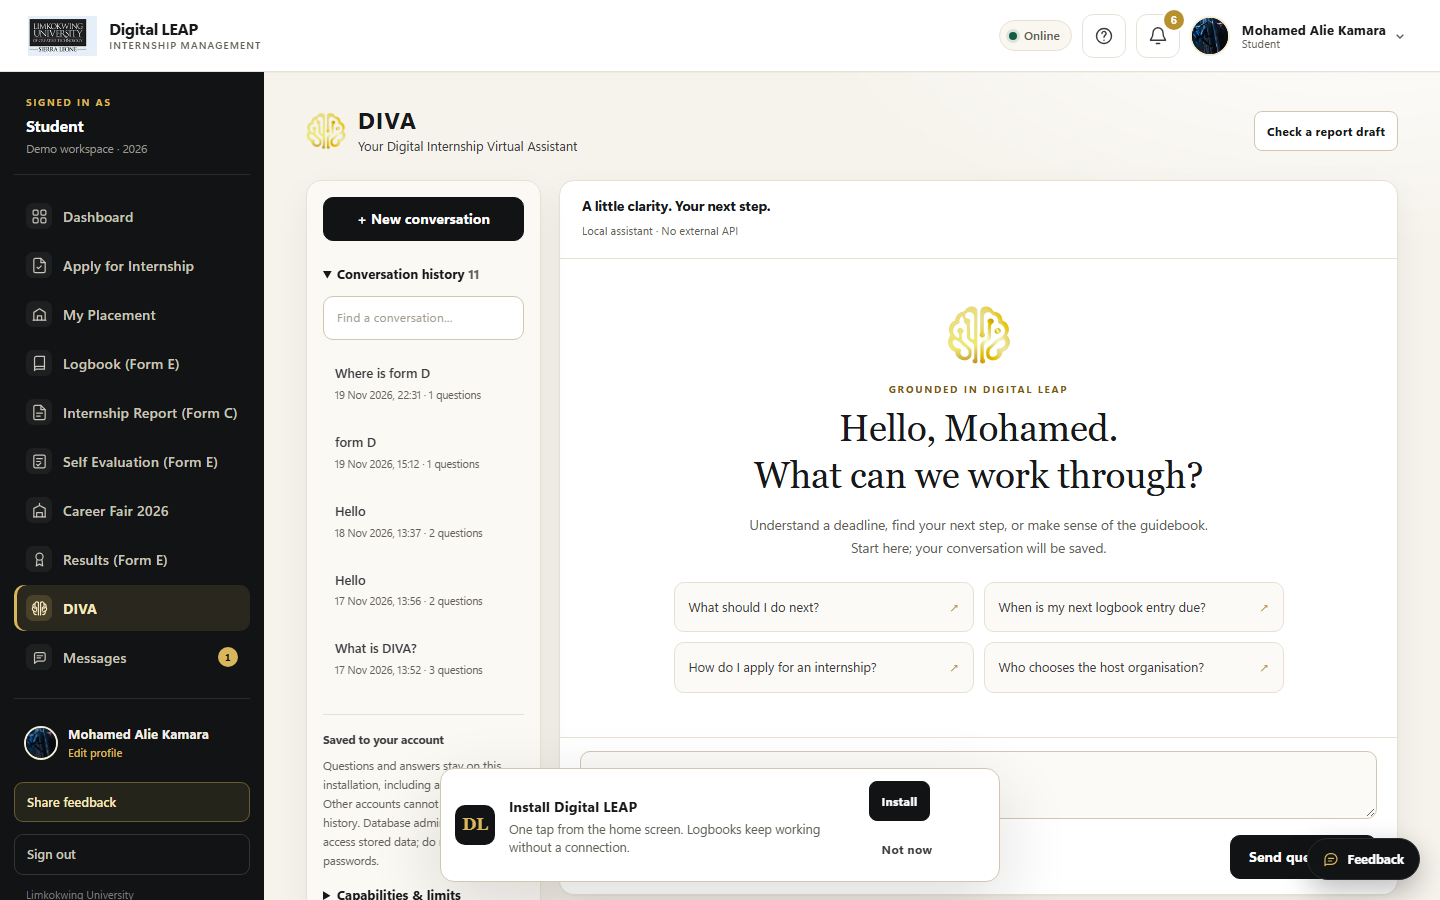 LIMKOKWING
UNIVERSITY
OF CREATIVE TECHNOLOGY
SIERRA LEONE
Digital LEAP
INTERNSHIP MANAGEMENT
Online
6
Mohamed Alie Kamara
Student
SIGNED IN AS
Student
Demo workspace · 2026
Dashboard
Apply for Internship
My Placement
Logbook (Form E)
Internship Report (Form C)
Self Evaluation (Form E)
Career Fair 2026
Results (Form E)
DIVA
Messages
1
Mohamed Alie Kamara
Edit profile
Share feedback
Sign out
Limkokwing University
DIVA
Your Digital Internship Virtual Assistant
Check a report draft
+ New conversation
▼ Conversation history 11
Find a conversation...
Where is form D
19 Nov 2026, 22:31 · 1 questions
form D
19 Nov 2026, 15:12 · 1 questions
Hello
18 Nov 2026, 13:37 · 2 questions
Hello
17 Nov 2026, 13:56 · 2 questions
What is DIVA?
17 Nov 2026, 13:52 · 3 questions
Saved to your account
Questions and answers stay on this
installation, including a
Other accounts cannot
history. Database admi
access stored data; do
passwords.
▶ Capabilities & limits
A little clarity. Your next step.
Local assistant · No external API
GROUNDED IN DIGITAL LEAP
Hello, Mohamed.
What can we work through?
Understand a deadline, find your next step, or make sense of the guidebook.
Start here; your conversation will be saved.
What should I do next? ↗
When is my next logbook entry due? ↗
How do I apply for an internship? ↗
Who chooses the host organisation? ↗
DL
Install Digital LEAP
One tap from the home screen. Logbooks keep working
without a connection.
Install
Not now
Send que
Feedback